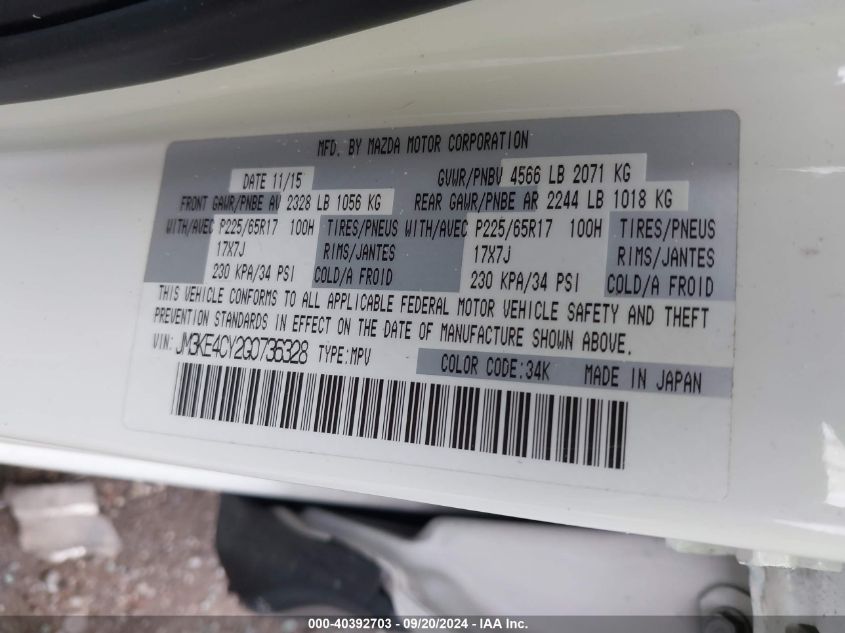 MFD. BY MAZDA MOTOR CORPORATION
DATE 11/15 GVWR/PNBV 4566 LB 2071 KG
FRONT GAWR/PNBE AV 2328 LB 1056 KG REAR GAWR/PNBE AR 2244 LB 1018 KG
WITH/AVEC P225/65R17 100H TIRES/PNEUS WITH/AVEC P225/65R17 100H TIRES/PNEUS
17X7J RIMS/JANTES 17X7J RIMS/JANTES
230 KPA/34 PSI COLD/A FROID 230 KPA/34 PSI COLD/A FROID
THIS VEHICLE CONFORMS TO ALL APPLICABLE FEDERAL MOTOR VEHICLE SAFETY AND THEFT
PREVENTION STANDARDS IN EFFECT ON THE DATE OF MANUFACTURE SHOWN ABOVE.
VIN: JM3KE4CY2G0736328 TYPE:MPV COLOR CODE:34K MADE IN JAPAN
000-40392703 - 09/20/2024 - IAA Inc.